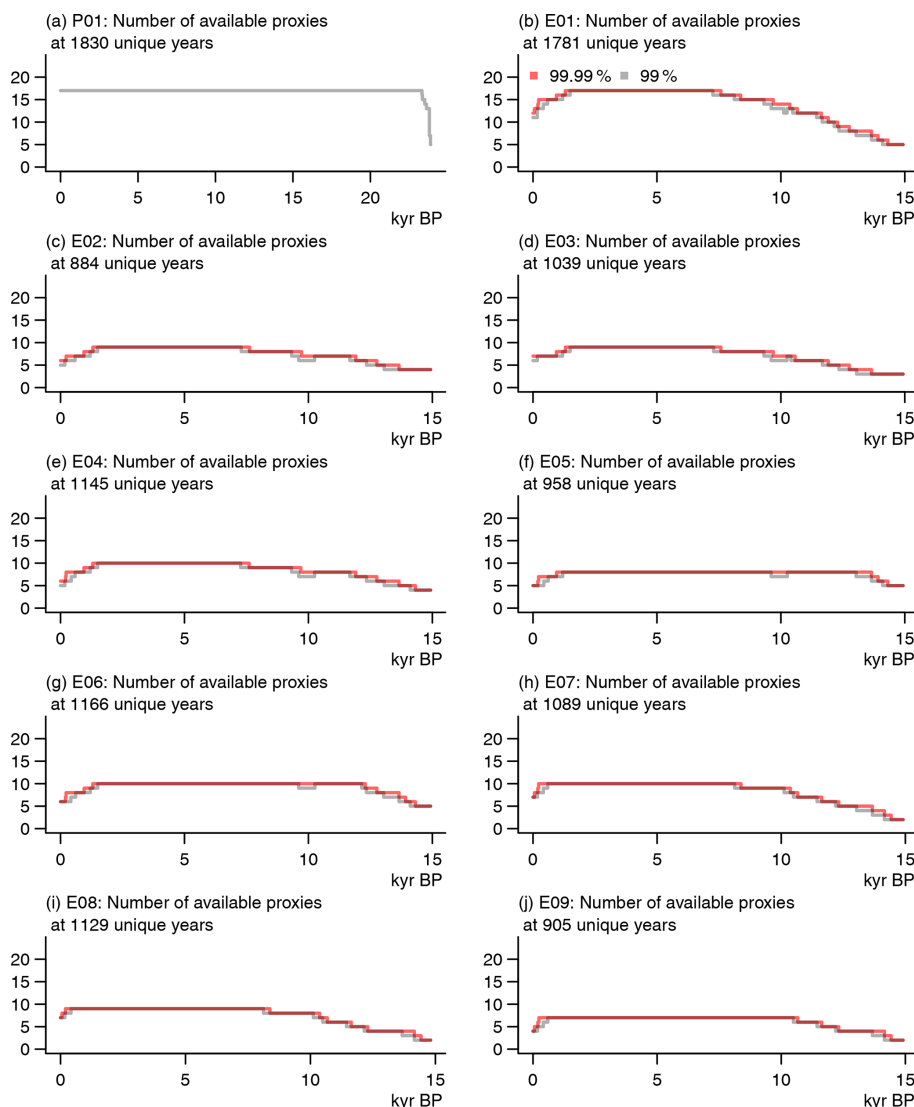 (a) P01: Number of available proxies
at 1830 unique years
20
15
10
5
0
0 5 10 15 20
kyr BP
(b) E01: Number of available proxies
at 1781 unique years
99.99 % 99 %
20
15
10
5
0
0 5 10 15
kyr BP
(c) E02: Number of available proxies
at 884 unique years
20
15
10
5
0
0 5 10 15
kyr BP
(d) E03: Number of available proxies
at 1039 unique years
20
15
10
5
0
0 5 10 15
kyr BP
(e) E04: Number of available proxies
at 1145 unique years
20
15
10
5
0
0 5 10 15
kyr BP
(f) E05: Number of available proxies
at 958 unique years
20
15
10
5
0
0 5 10 15
kyr BP
(g) E06: Number of available proxies
at 1166 unique years
20
15
10
5
0
0 5 10 15
kyr BP
(h) E07: Number of available proxies
at 1089 unique years
20
15
10
5
0
0 5 10 15
kyr BP
(i) E08: Number of available proxies
at 1129 unique years
20
15
10
5
0
0 5 10 15
kyr BP
(j) E09: Number of available proxies
at 905 unique years
20
15
10
5
0
0 5 10 15
kyr BP